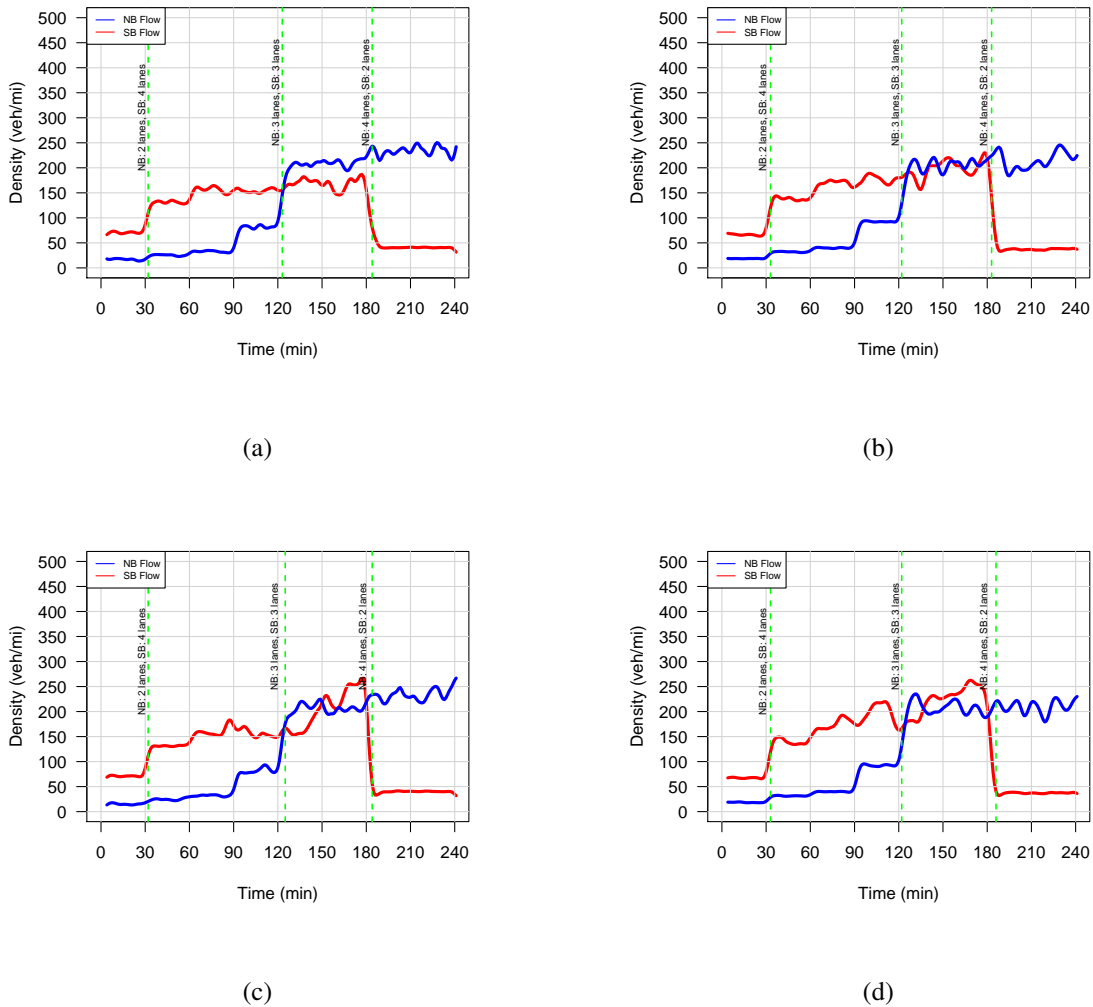 NB Flow
SB Flow
NB: 2 lanes, SB: 4 lanes
NB: 3 lanes, SB: 3 lanes
NB: 4 lanes, SB: 2 lanes
Density (veh/mi)
500
450
400
350
300
250
200
150
100
50
0
0 30 60 90 120 150 180 210 240
Time (min)
(a)
NB Flow
SB Flow
NB: 2 lanes, SB: 4 lanes
NB: 3 lanes, SB: 3 lanes
NB: 4 lanes, SB: 2 lanes
Density (veh/mi)
500
450
400
350
300
250
200
150
100
50
0
0 30 60 90 120 150 180 210 240
Time (min)
(b)
NB Flow
SB Flow
NB: 2 lanes, SB: 4 lanes
NB: 3 lanes, SB: 3 lanes
NB: 4 lanes, SB: 2 lanes
Density (veh/mi)
500
450
400
350
300
250
200
150
100
50
0
0 30 60 90 120 150 180 210 240
Time (min)
(c)
NB Flow
SB Flow
NB: 2 lanes, SB: 4 lanes
NB: 3 lanes, SB: 3 lanes
NB: 4 lanes, SB: 2 lanes
Density (veh/mi)
500
450
400
350
300
250
200
150
100
50
0
0 30 60 90 120 150 180 210 240
Time (min)
(d)